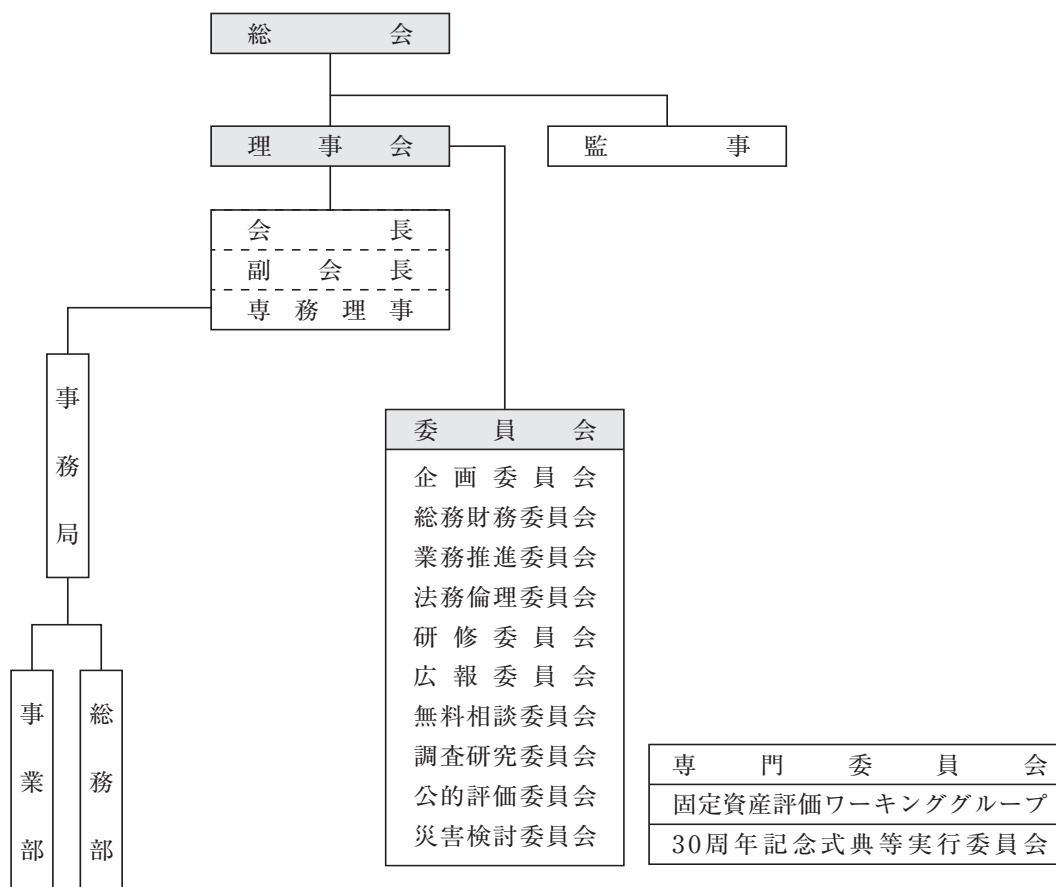 総会
理事会
監事
会長
副会長
専務理事
事務局
事業部
総務部
委員会
企画委員会
総務財務委員会
業務推進委員会
法務倫理委員会
研修委員会
広報委員会
無料相談委員会
調査研究委員会
公的評価委員会
災害検討委員会
専門委員会
固定資産評価ワーキンググループ
30周年記念式典等実行委員会